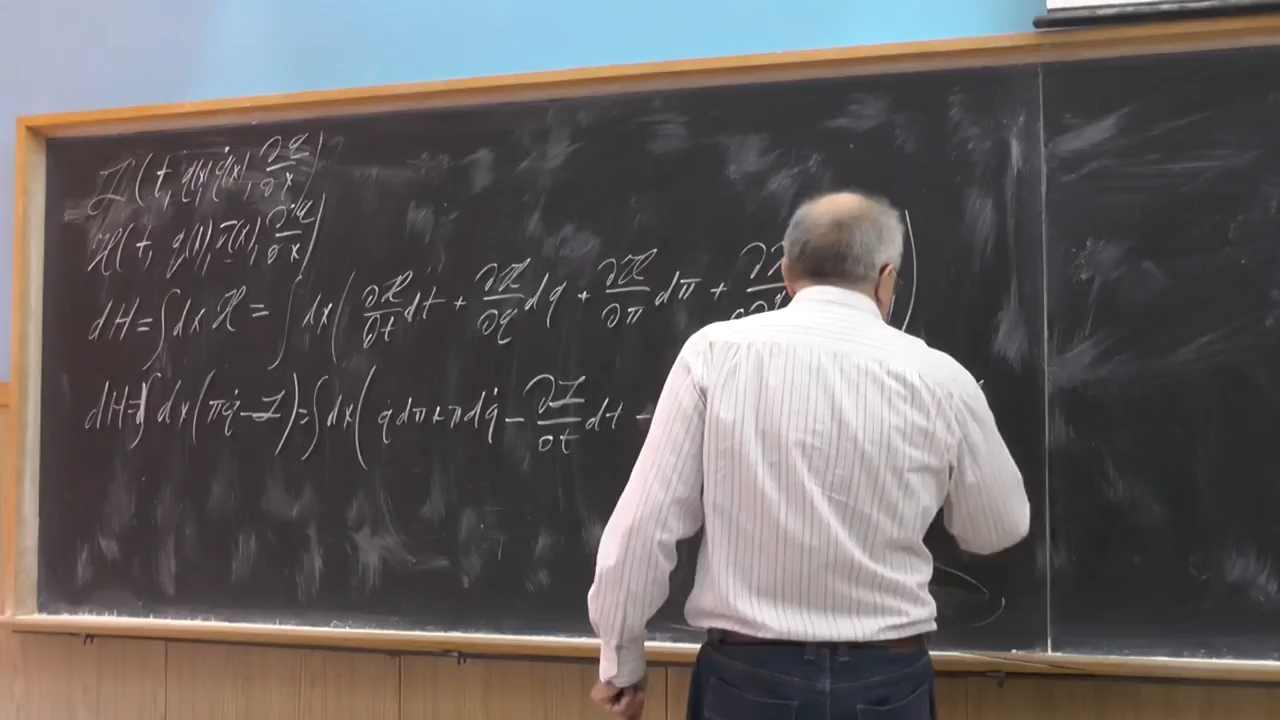 ℒ(t, q(x), q̇(x), ∂q/∂x)
ℋ(t, q(x), π(x), ∂q/∂x)
dH = ∫dx ℋ = ∫dx(∂ℋ/∂t dt + ∂ℋ/∂q dq + ∂ℋ/∂π dπ +
dH = ∫dx(πq̇ - ℒ) = ∫dx(q̇dπ + πdq̇ - ∂ℒ/∂t dt -